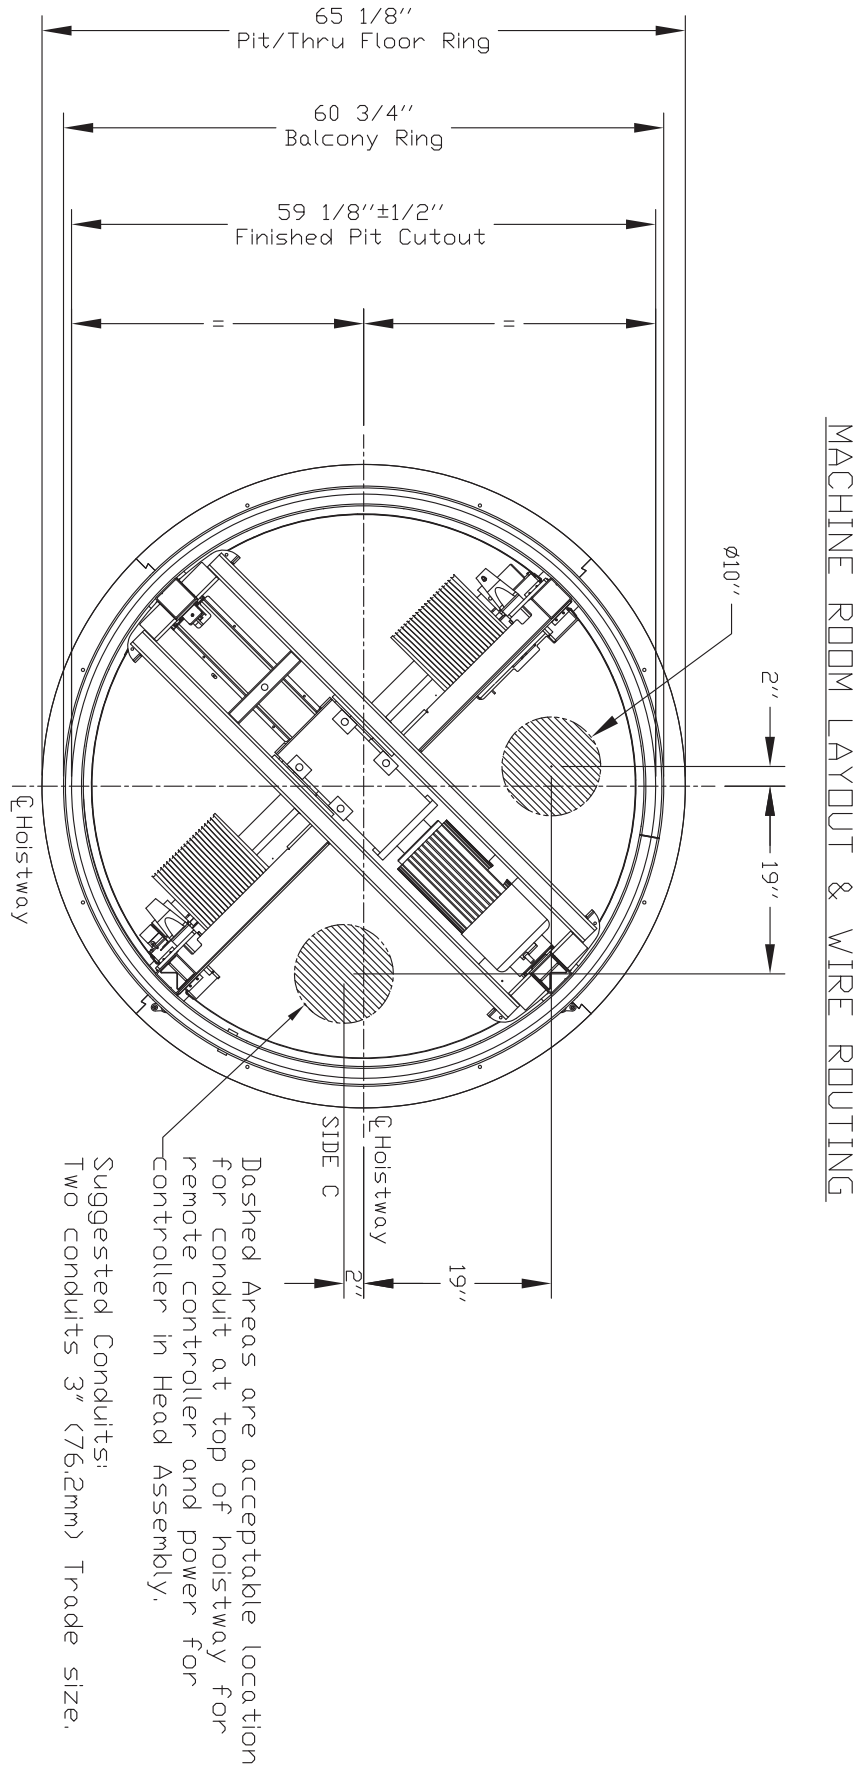 MACHINE ROOM LAYOUT & WIRE ROUTING
65 1/8"
Pit/Thru Floor Ring
60 3/4"
Balcony Ring
59 1/8"±1/2"
Finished Pit Cutout
=
=
ø10"
2"
19"
℄ Hoistway
℄ Hoistway
SIDE C
19"
2"
Dashed Areas are acceptable location
for conduit at top of hoistway for
remote controller and power for
controller in Head Assembly.
Suggested Conduits:
Two conduits 3" (76.2mm) Trade size.